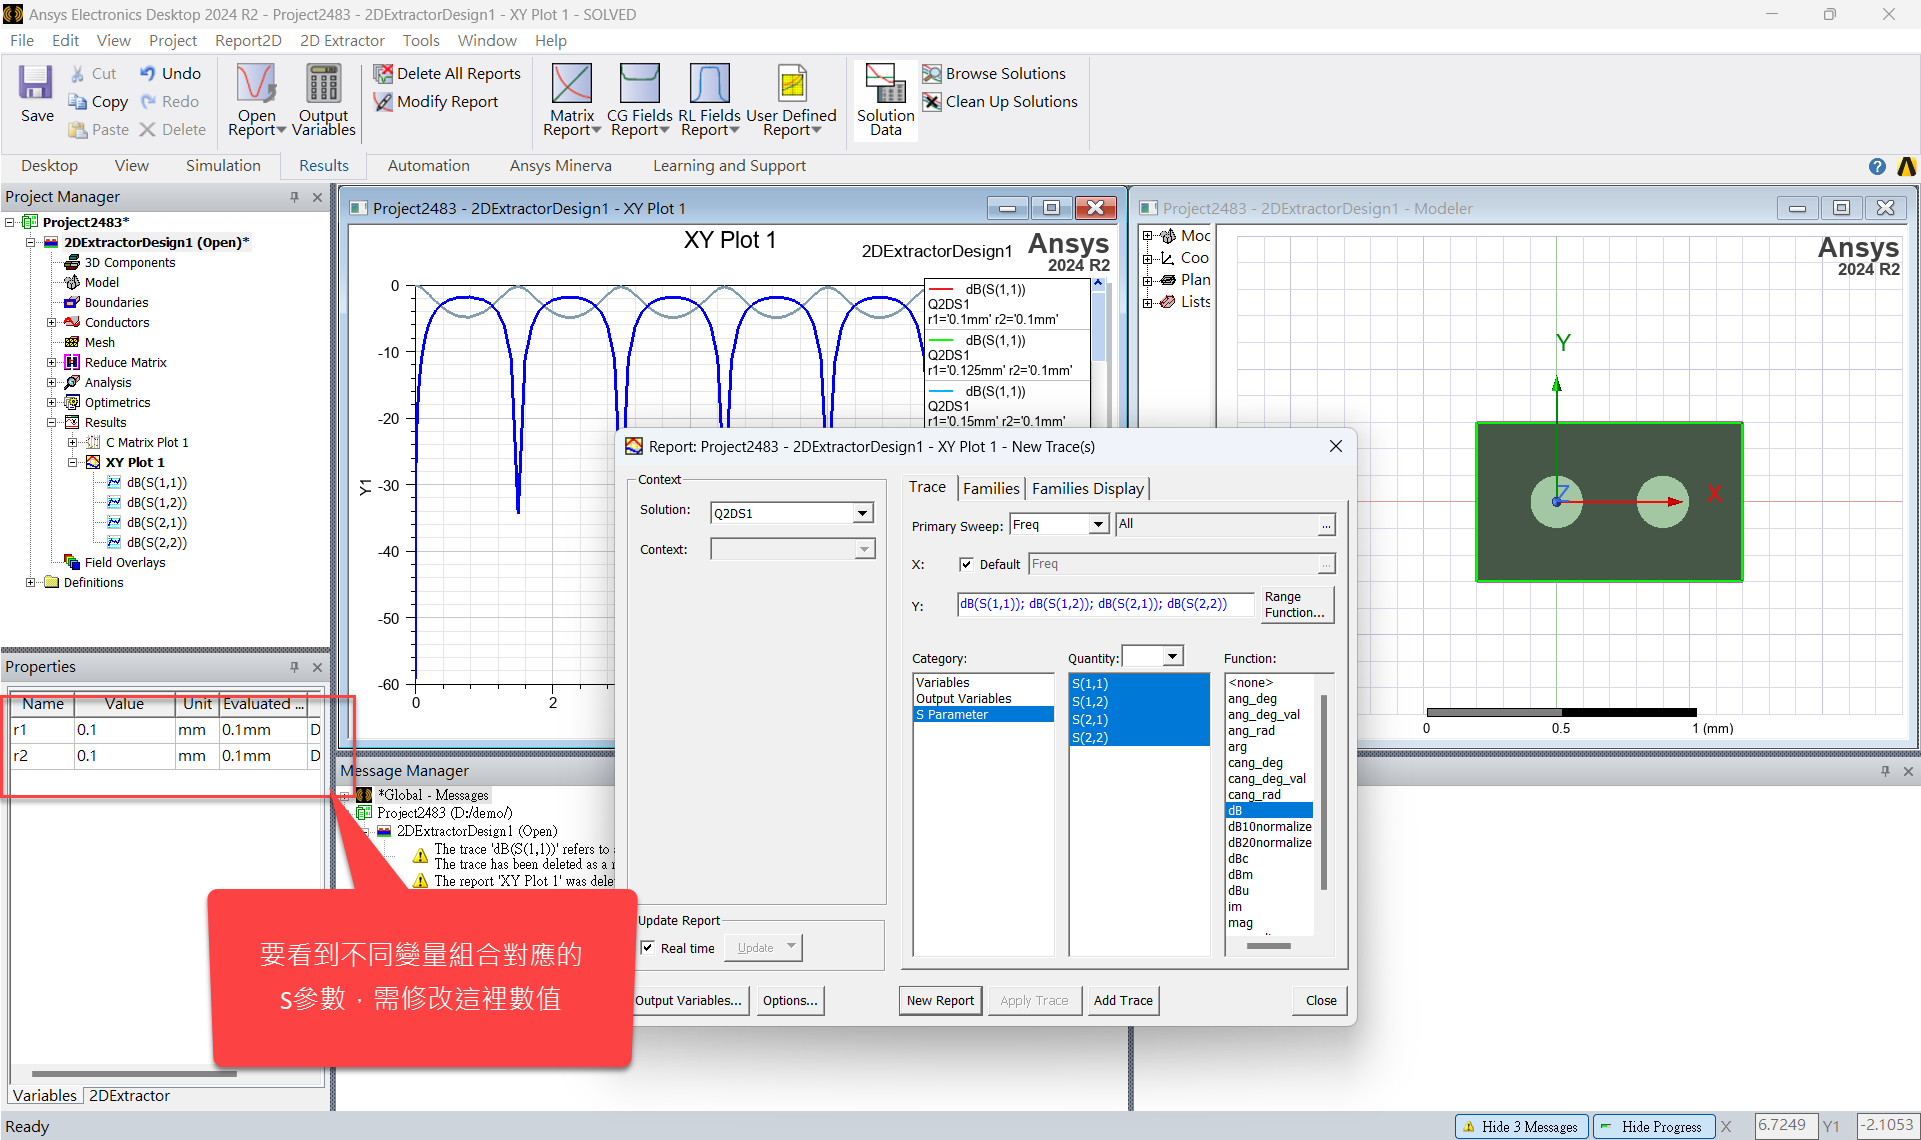 Ansys Electronics Desktop 2024 R2 - Project2483 - 2DExtractorDesign1 - XY Plot 1 - SOLVED
File Edit View Project Report2D 2D Extractor Tools Window Help
Save
Cut
Copy
Paste
Undo
Redo
Delete
Open Report
Output Variables
Delete All Reports
Modify Report
Matrix Report
CG Fields Report
RL Fields Report
User Defined Report
Solution Data
Browse Solutions
Clean Up Solutions
Desktop View Simulation Results Automation Ansys Minerva Learning and Support
Project Manager
Project2483*
2DExtractorDesign1 (Open)*
3D Components
Model
Boundaries
Conductors
Mesh
Reduce Matrix
Analysis
Optimetrics
Results
C Matrix Plot 1
XY Plot 1
dB(S(1,1))
dB(S(1,2))
dB(S(2,1))
dB(S(2,2))
Field Overlays
Definitions
Properties
Name Value Unit Evaluated ...
r1 0.1 mm 0.1mm D
r2 0.1 mm 0.1mm D
Variables 2DExtractor
Ready
Project2483 - 2DExtractorDesign1 - XY Plot 1
XY Plot 1
2DExtractorDesign1
Ansys
2024 R2
0
-10
-20
-30
-40
-50
-60
Y1
0 2
dB(S(1,1))
Q2DS1
r1='0.1mm' r2='0.1mm'
dB(S(1,1))
Q2DS1
r1='0.125mm' r2='0.1mm'
dB(S(1,1))
Q2DS1
r1='0.15mm' r2='0.1mm'
Project2483 - 2DExtractorDesign1 - Modeler
Moc
Coo
Plan
Lists
Ansys
2024 R2
Y
Z
X
0 0.5 1 (mm)
Message Manager
*Global - Messages
Project2483 (D:/demo/)
2DExtractorDesign1 (Open)
The trace 'dB(S(1,1))' refers to
The trace has been deleted as a
The report 'XY Plot 1' was dele
要看到不同變量組合對應的
s參數，需修改這裡數值
Report: Project2483 - 2DExtractorDesign1 - XY Plot 1 - New Trace(s)
Context
Solution: Q2DS1
Context:
Update Report
Real time Update
Output Variables... Options...
Trace Families Families Display
Primary Sweep: Freq All ...
X: Default Freq ...
Y: dB(S(1,1)); dB(S(1,2)); dB(S(2,1)); dB(S(2,2))
Range Function...
Category:
Variables
Output Variables
S Parameter
Quantity:
S(1,1)
S(1,2)
S(2,1)
S(2,2)
Function:
<none>
ang_deg
ang_deg_val
ang_rad
arg
cang_deg
cang_deg_val
cang_rad
dB
dB10normalize
dB20normalize
dBc
dBm
dBu
im
mag
New Report Apply Trace Add Trace Close
Hide 3 Messages Hide Progress X 6.7249 Y1 -2.1053